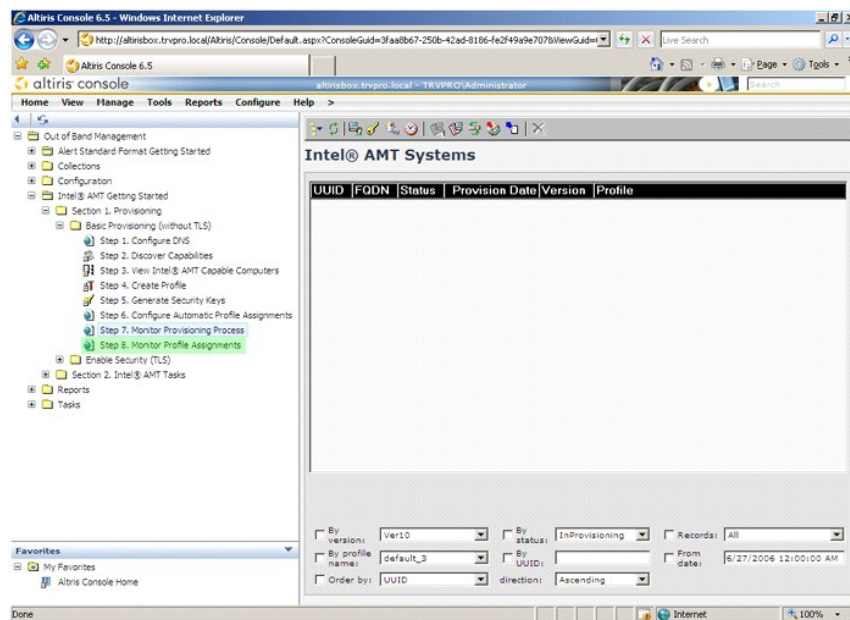 Altiris Console 6.5 - Windows Internet Explorer
http://altirisbox.trvpro.local/Altiris/Console/Default.aspx?ConsoleGuid=3faa8b67-250b-42ad-8186-fe2f49a9e707&ViewGuid=
Live Search
Altiris Console 6.5
Page
Tools
altiris console
altirisbox.trvpro.local - TRVPRO\Administrator
Search
Home View Manage Tools Reports Configure Help >
Out of Band Management
Alert Standard Format Getting Started
Collections
Configuration
Intel® AMT Getting Started
Section 1. Provisioning
Basic Provisioning (without TLS)
Step 1. Configure DNS
Step 2. Discover Capabilities
Step 3. View Intel® AMT Capable Computers
Step 4. Create Profile
Step 5. Generate Security Keys
Step 6. Configure Automatic Profile Assignments
Step 7. Monitor Provisioning Process
Step 8. Monitor Profile Assignments
Enable Security (TLS)
Section 2. Intel® AMT Tasks
Reports
Tasks
Favorites
My Favorites
Altiris Console Home
Intel® AMT Systems
UUID FQDN Status Provision Date Version Profile
By version: Ver10 By status: InProvisioning Records: All
By profile name: default_3 By UUID: From date: 6/27/2006 12:00:00 AM
Order by: UUID direction: Ascending
Done Internet 100%